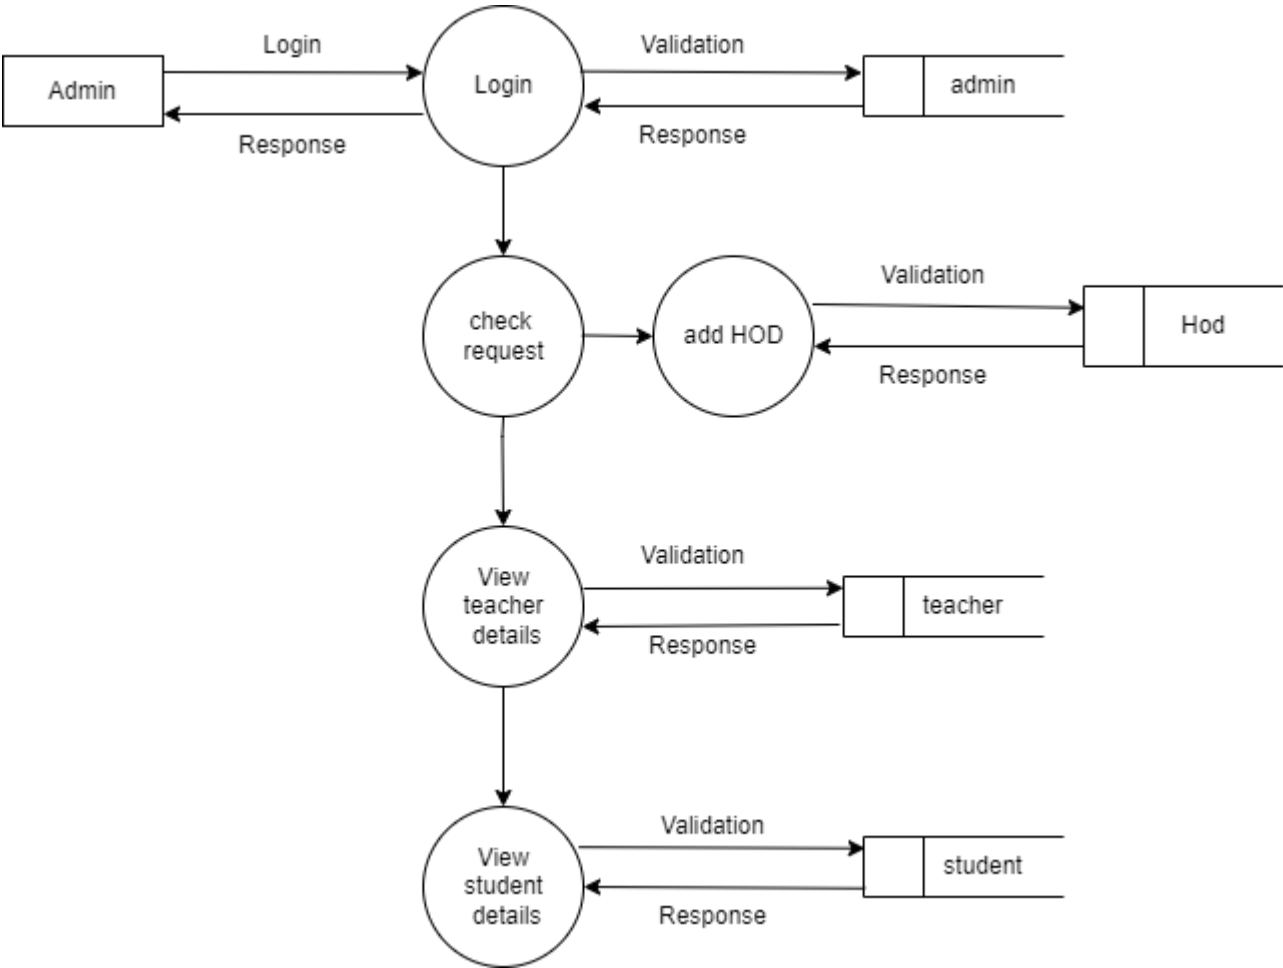 Login
Validation
Admin
Login
admin
Response
Response
check
request
add HOD
Validation
Hod
Response
View
teacher
details
Validation
teacher
Response
View
student
details
Validation
student
Response